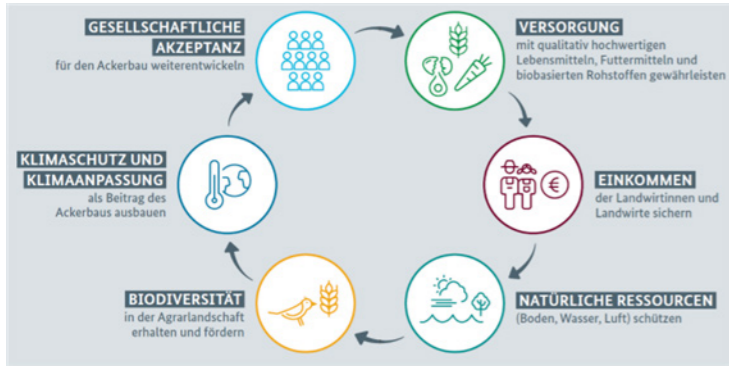 GESELLSCHAFTLICHE
AKZEPTANZ
für den Ackerbau weiterentwickeln
VERSORGUNG
mit qualitativ hochwertigen
Lebensmitteln, Futtermitteln und
biobasierten Rohstoffen gewährleisten
EINKOMMEN
der Landwirtinnen und
Landwirte sichern
NATÜRLICHE RESSOURCEN
(Boden, Wasser, Luft) schützen
BIODIVERSITÄT
in der Agrarlandschaft
erhalten und fördern
KLIMASCHUTZ UND
KLIMAANPASSUNG
als Beitrag des
Ackerbaus ausbauen
€